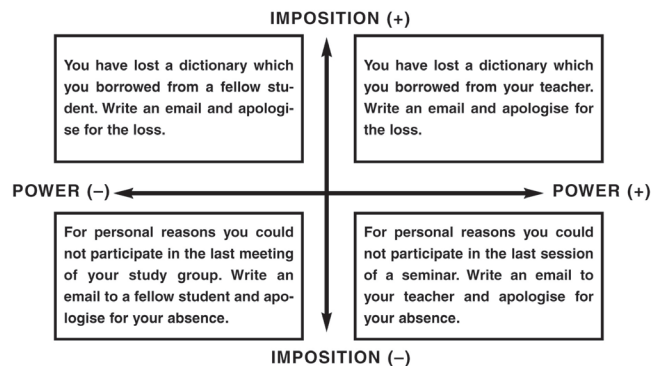 IMPOSITION (+)
You have lost a dictionary which
you borrowed from a fellow stu-
dent. Write an email and apologi-
se for the loss.
You have lost a dictionary which
you borrowed from your teacher.
Write an email and apologise for
the loss.
POWER (–)
POWER (+)
For personal reasons you could
not participate in the last meeting
of your study group. Write an
email to a fellow student and apo-
logise for your absence.
For personal reasons you could
not participate in the last session
of a seminar. Write an email to
your teacher and apologise for
your absence.
IMPOSITION (–)